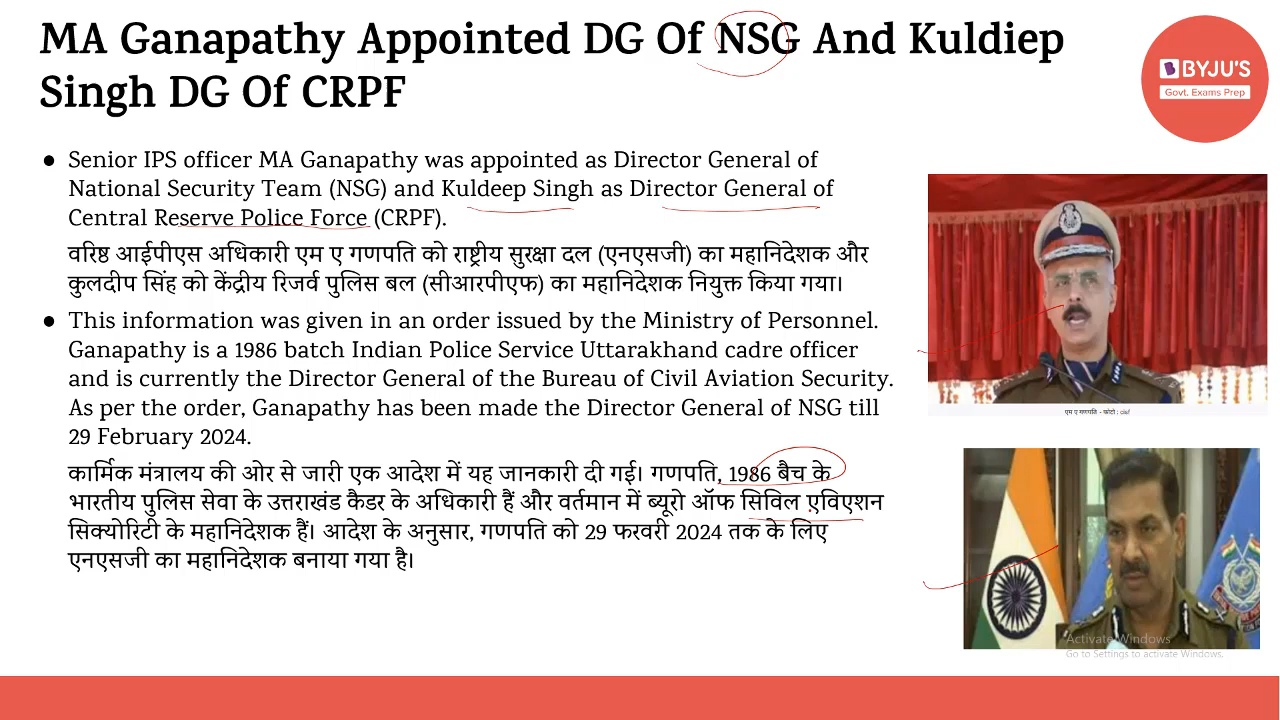 MA Ganapathy Appointed DG Of NSG And Kuldiep
Singh DG Of CRPF
BYJU'S
Govt. Exams Prep
● Senior IPS officer MA Ganapathy was appointed as Director General of
National Security Team (NSG) and Kuldeep Singh as Director General of
Central Reserve Police Force (CRPF).
वरिष्ठ आईपीएस अधिकारी एम ए गणपति को राष्ट्रीय सुरक्षा दल (एनएसजी) का महानिदेशक और
कुलदीप सिंह को केंद्रीय रिजर्व पुलिस बल (सीआरपीएफ) का महानिदेशक नियुक्त किया गया।
● This information was given in an order issued by the Ministry of Personnel.
Ganapathy is a 1986 batch Indian Police Service Uttarakhand cadre officer
and is currently the Director General of the Bureau of Civil Aviation Security.
As per the order, Ganapathy has been made the Director General of NSG till
29 February 2024.
कार्मिक मंत्रालय की ओर से जारी एक आदेश में यह जानकारी दी गई। गणपति, 1986 बैच के
भारतीय पुलिस सेवा के उत्तराखंड कैडर के अधिकारी हैं और वर्तमान में ब्यूरो ऑफ सिविल एविएशन
सिक्योरिटी के महानिदेशक हैं। आदेश के अनुसार, गणपति को 29 फरवरी 2024 तक के लिए
एनएसजी का महानिदेशक बनाया गया है।
एम ए गणपति - फोटो : cisf
Activate Windows
Go to Settings to activate Windows.